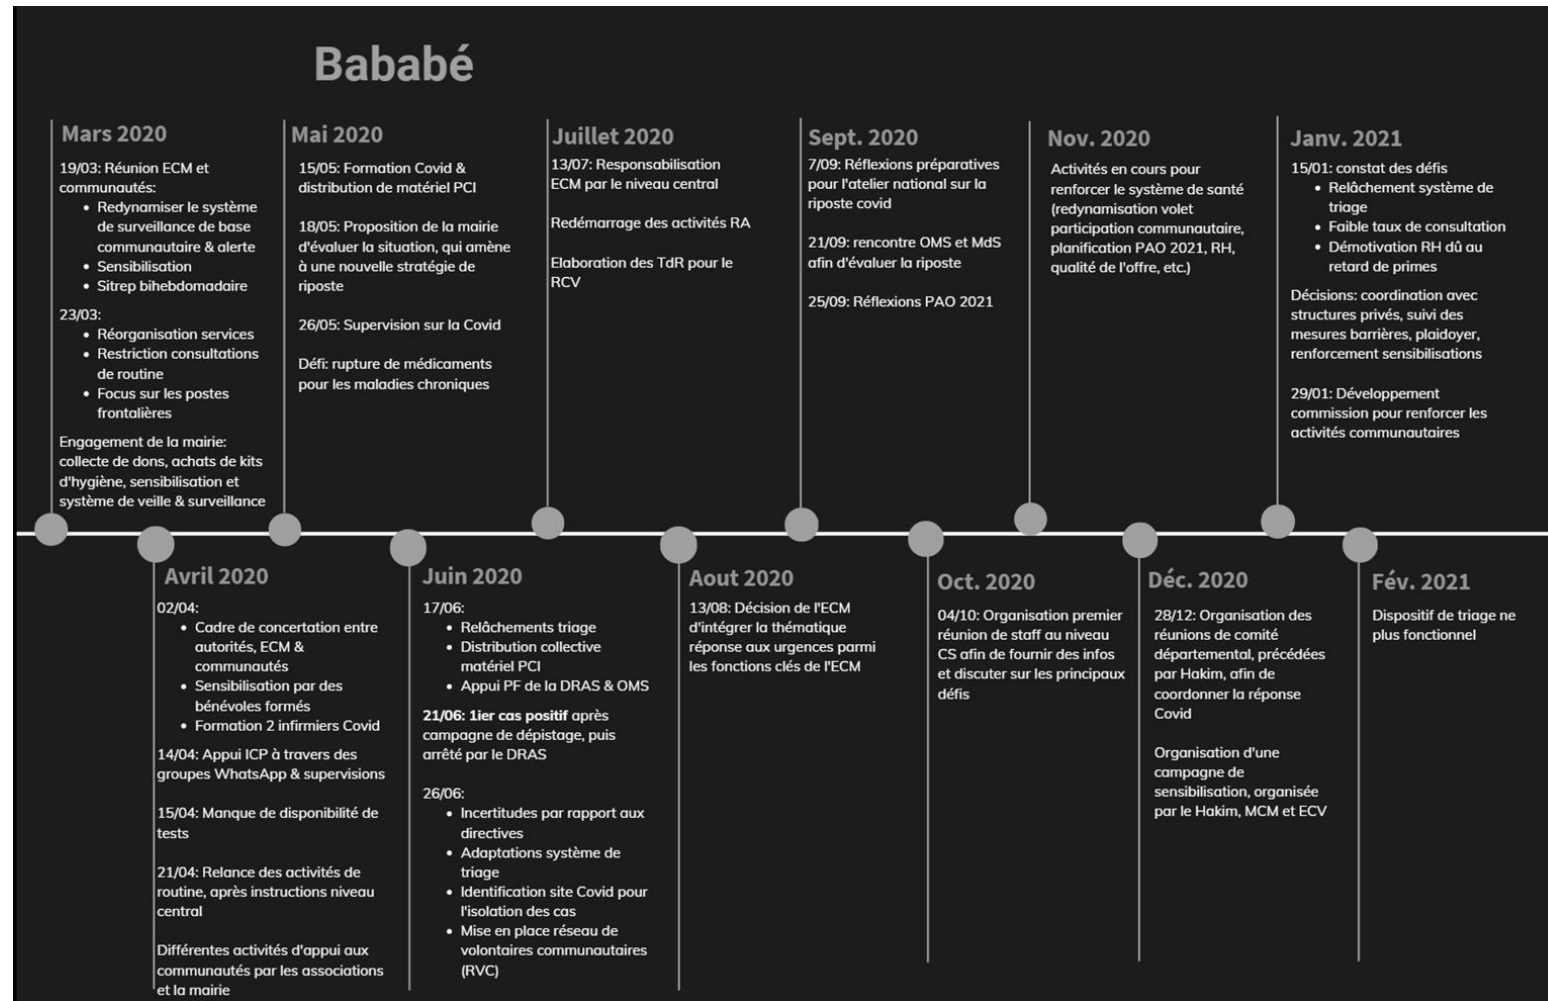 Bababé
Mars 2020
19/03: Réunion ECM et
communautés:
• Redynamiser le système
de surveillance de base
communautaire & alerte
• Sensibilisation
• Sitrep bihebdomadaire
23/03:
• Réorganisation services
• Restriction consultations
de routine
• Focus sur les postes
frontalières
Engagement de la mairie:
collecte de dons, achats de kits
d'hygiène, sensibilisation et
système de veille & surveillance
Mai 2020
15/05: Formation Covid &
distribution de matériel PCI
18/05: Proposition de la mairie
d'évaluer la situation, qui amène
à une nouvelle stratégie de
riposte
26/05: Supervision sur la Covid
Défi: rupture de médicaments
pour les maladies chroniques
Juillet 2020
13/07: Responsabilisation
ECM par le niveau central
Redémarrage des activités RA
Elaboration des TdR pour le
RCV
Sept. 2020
7/09: Réflexions préparatives
pour l'atelier national sur la
riposte covid
21/09: rencontre OMS et MdS
afin d'évaluer la riposte
25/09: Réflexions PAO 2021
Nov. 2020
Activités en cours pour
renforcer le système de santé
(redynamisation volet
participation communautaire,
planification PAO 2021, RH,
qualité de l'offre, etc.)
Janv. 2021
15/01: constat des défis
• Relâchement système de
triage
• Faible taux de consultation
• Démotivation RH dû au
retard de primes
Décisions: coordination avec
structures privés, suivi des
mesures barrières, plaidoyer,
renforcement sensibilisations
29/01: Développement
commission pour renforcer les
activités communautaires
Avril 2020
02/04:
• Cadre de concertation entre
autorités, ECM &
communautés
• Sensibilisation par des
bénévoles formés
• Formation 2 infirmiers Covid
14/04: Appui ICP à travers des
groupes WhatsApp & supervisions
15/04: Manque de disponibilité de
tests
21/04: Relance des activités de
routine, après instructions niveau
central
Différentes activités d'appui aux
communautés par les associations
et la mairie
Juin 2020
17/06:
• Relâchements triage
• Distribution collective
matériel PCI
• Appui PF de la DRAS & OMS
21/06: 1ier cas positif après
campagne de dépistage, puis
arrêté par le DRAS
26/06:
• Incertitudes par rapport aux
directives
• Adaptations système de
triage
• Identification site Covid pour
l'isolation des cas
• Mise en place réseau de
volontaires communautaires
(RVC)
Aout 2020
13/08: Décision de l'ECM
d'intégrer la thématique
réponse aux urgences parmi
les fonctions clés de l'ECM
Oct. 2020
04/10: Organisation premier
réunion de staff au niveau
CS afin de fournir des infos
et discuter sur les principaux
défis
Déc. 2020
28/12: Organisation des
réunions de comité
départemental, précédées
par Hakim, afin de
coordonner la réponse
Covid
Organisation d'une
campagne de
sensibilisation, organisée
par le Hakim, MCM et ECV
Fév. 2021
Dispositif de triage ne
plus fonctionnel